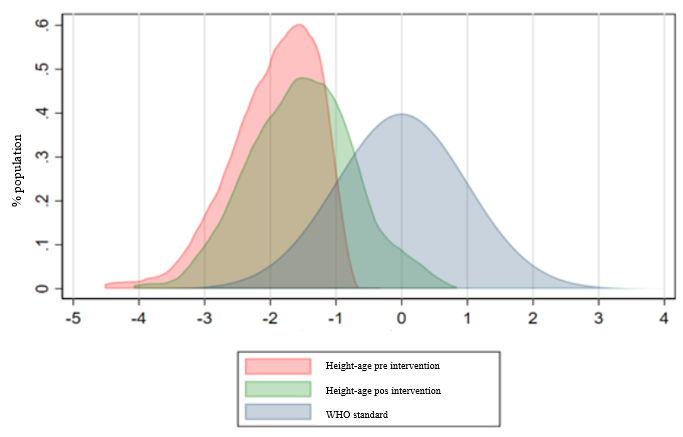 % population
.6
.5
.4
.3
.2
.1
0
-5 -4 -3 -2 -1 0 1 2 3 4
Height-age pre intervention
Height-age pos intervention
WHO standard